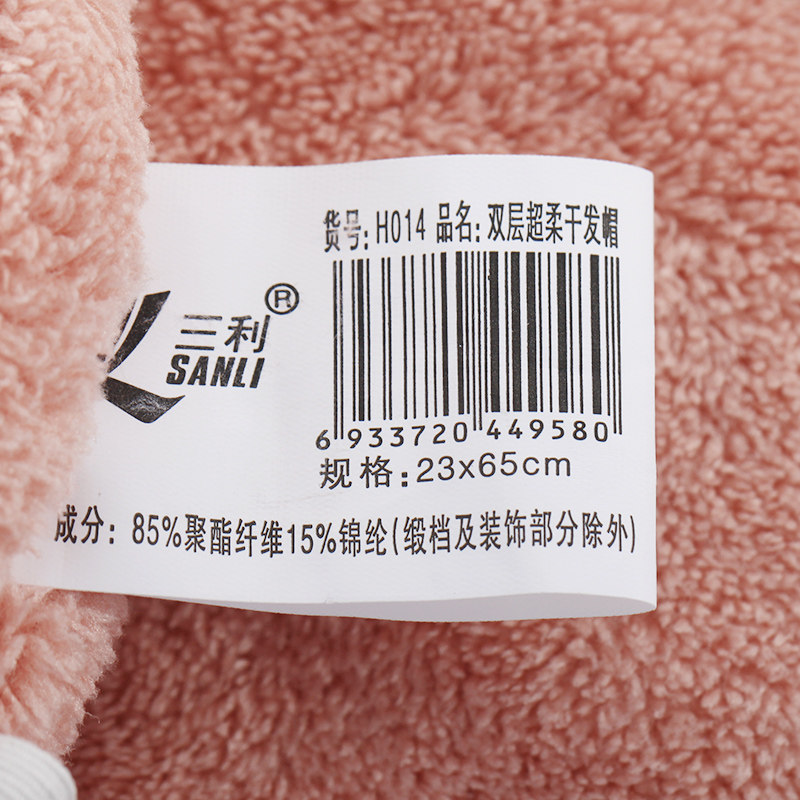 货号: H014 品名: 双层超柔干发帽
三利®
SANLI
6 933720 449580
规格:23x65cm
成分: 85%聚酯纤维15%锦纶(缎档及装饰部分除外)